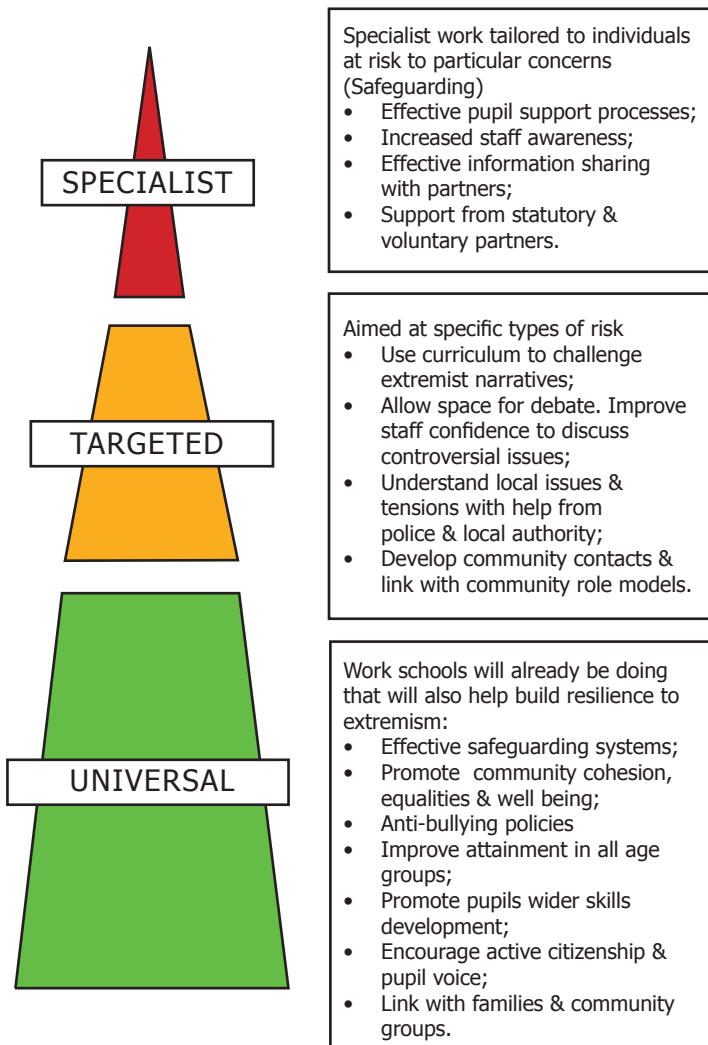 SPECIALIST
Specialist work tailored to individuals
at risk to particular concerns
(Safeguarding)
• Effective pupil support processes;
• Increased staff awareness;
• Effective information sharing
with partners;
• Support from statutory &
voluntary partners.
TARGETED
Aimed at specific types of risk
• Use curriculum to challenge
extremist narratives;
• Allow space for debate. Improve
staff confidence to discuss
controversial issues;
• Understand local issues &
tensions with help from
police & local authority;
• Develop community contacts &
link with community role models.
UNIVERSAL
Work schools will already be doing
that will also help build resilience to
extremism:
• Effective safeguarding systems;
• Promote community cohesion,
equalities & well being;
• Anti-bullying policies
• Improve attainment in all age
groups;
• Promote pupils wider skills
development;
• Encourage active citizenship &
pupil voice;
• Link with families & community
groups.